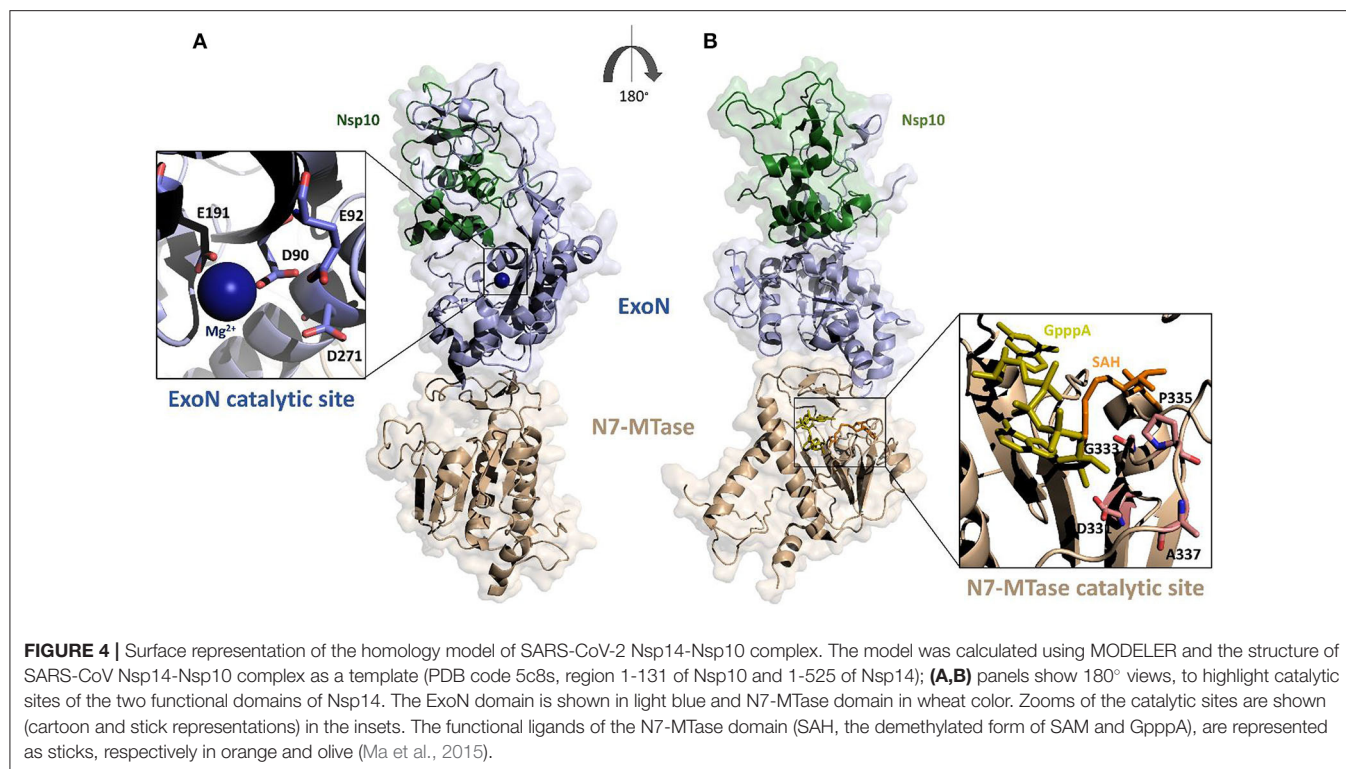 A
B
180°
Nsp10
Nsp10
E191
E92
D90
Mg2+
D271
ExoN catalytic site
ExoN
GpppA
SAH
P335
G333
D331
A337
N7-MTase
N7-MTase catalytic site
FIGURE 4 | Surface representation of the homology model of SARS-CoV-2 Nsp14-Nsp10 complex. The model was calculated using MODELER and the structure of
SARS-CoV Nsp14-Nsp10 complex as a template (PDB code 5c8s, region 1-131 of Nsp10 and 1-525 of Nsp14); (A,B) panels show 180° views, to highlight catalytic
sites of the two functional domains of Nsp14. The ExoN domain is shown in light blue and N7-MTase domain in wheat color. Zooms of the catalytic sites are shown
(cartoon and stick representations) in the insets. The functional ligands of the N7-MTase domain (SAH, the demethylated form of SAM and GpppA), are represented
as sticks, respectively in orange and olive (Ma et al., 2015).